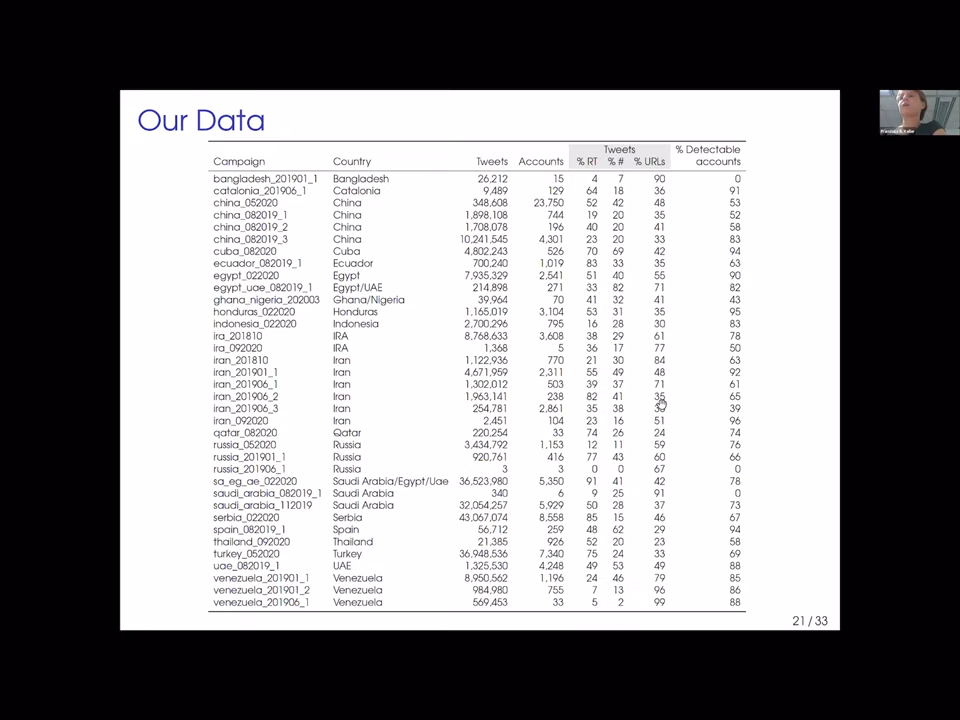 Our Data
Tweets % Detectable
Campaign Country Tweets Accounts % RT % # % URLs accounts
bangladesh_201901_1 Bangladesh 26,212 15 4 7 90 0
catalonia_201906_1 Catalonia 9,489 129 64 18 36 91
china_052020 China 348,608 23,750 52 42 48 53
china_082019_1 China 1,898,108 744 19 20 35 52
china_082019_2 China 1,708,078 196 40 20 41 58
china_082019_3 China 10,241,545 4,301 23 20 33 83
cuba_082020 Cuba 4,802,243 526 70 69 42 94
ecuador_082019_1 Ecuador 700,240 1,019 83 33 35 63
egypt_022020 Egypt 7,935,329 2,541 51 40 55 90
egypt_uae_082019_1 Egypt/UAE 214,898 271 33 82 71 82
ghana_nigeria_202003 Ghana/Nigeria 39,964 70 41 32 41 43
honduras_022020 Honduras 1,165,019 3,104 53 31 35 95
indonesia_022020 Indonesia 2,700,296 795 16 28 30 83
ira_201810 IRA 8,768,633 3,608 38 29 61 78
ira_092020 IRA 1,368 5 36 17 77 50
iran_201810 Iran 1,122,936 770 21 30 84 63
iran_201901_1 Iran 4,671,959 2,311 55 49 48 92
iran_201906_1 Iran 1,302,012 503 39 37 71 61
iran_201906_2 Iran 1,963,141 238 82 41 35 65
iran_201906_3 Iran 254,781 2,861 35 38 39
iran_092020 Iran 2,451 104 23 16 51 96
qatar_082020 Qatar 220,254 33 74 26 24 74
russia_052020 Russia 3,434,792 1,153 12 11 59 76
russia_201901_1 Russia 920,761 416 77 43 60 66
russia_201906_1 Russia 3 3 0 0 67 0
sa_eg_ae_022020 Saudi Arabia/Egypt/Uae 36,523,980 5,350 91 41 42 78
saudi_arabia_082019_1 Saudi Arabia 340 6 9 25 91 0
saudi_arabia_112019 Saudi Arabia 32,054,257 5,929 50 28 37 73
serbia_022020 Serbia 43,067,074 8,558 85 15 46 67
spain_082019_1 Spain 56,712 259 48 62 29 94
thailand_092020 Thailand 21,385 926 52 20 23 58
turkey_052020 Turkey 36,948,536 7,340 75 24 33 69
uae_082019_1 UAE 1,325,530 4,248 49 53 49 88
venezuela_201901_1 Venezuela 8,950,562 1,196 24 46 79 85
venezuela_201901_2 Venezuela 984,980 755 7 13 96 86
venezuela_201906_1 Venezuela 569,453 33 5 2 99 88
21 / 33